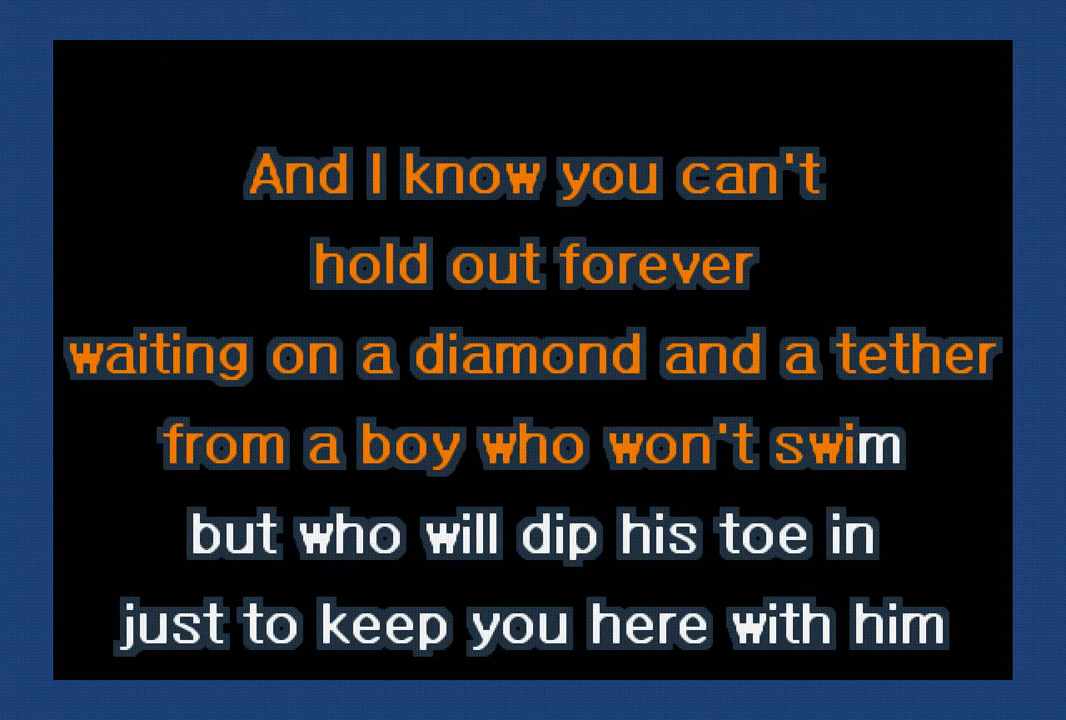 And I know you can't
hold out forever
waiting on a diamond and a tether
from a boy who won't swim
but who will dip his toe in
just to keep you here with him